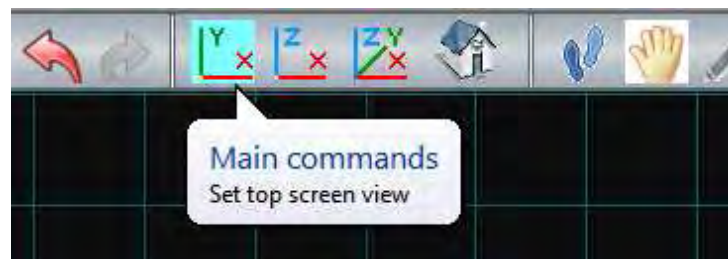 Y X
Z X
Z Y X
Main commands
Set top screen view